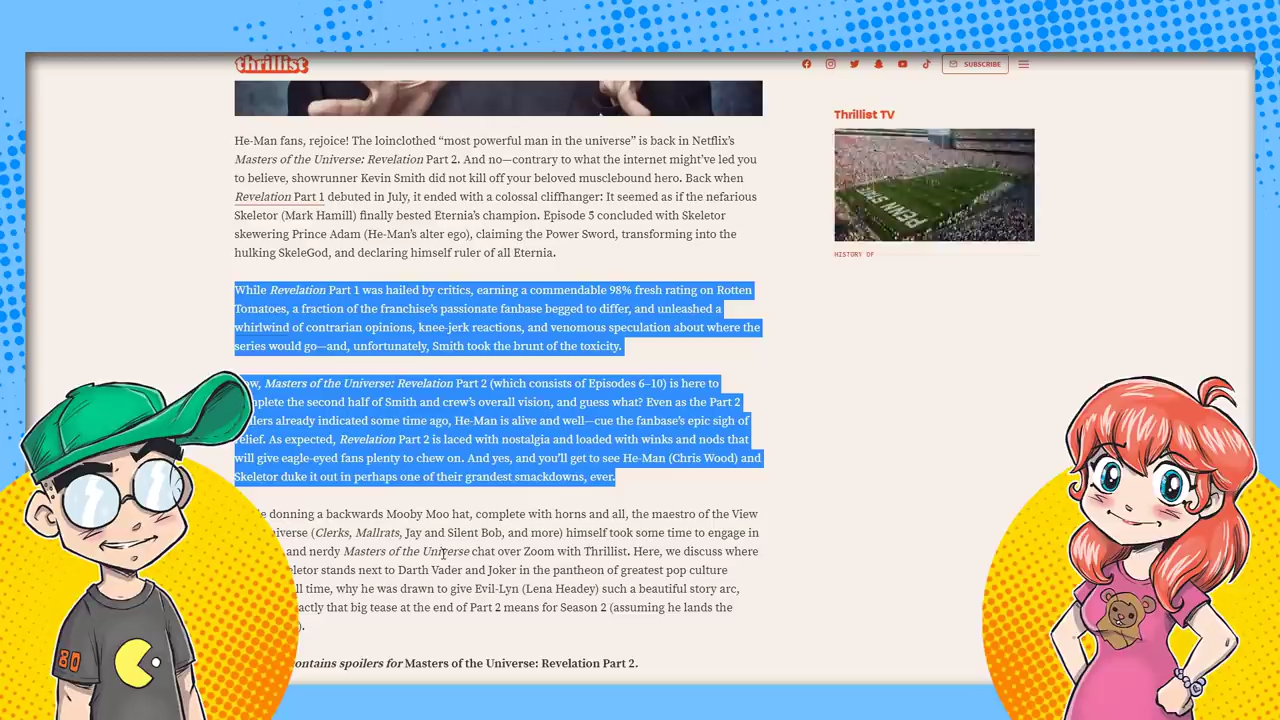 thrillist
SUBSCRIBE
He-Man fans, rejoice! The loinclothed “most powerful man in the universe” is back in Netflix’s
Masters of the Universe: Revelation Part 2. And no—contrary to what the internet might’ve led you
to believe, showrunner Kevin Smith did not kill off your beloved musclebound hero. Back when
Revelation Part 1 debuted in July, it ended with a colossal cliffhanger: It seemed as if the nefarious
Skeletor (Mark Hamill) finally bested Eternia’s champion. Episode 5 concluded with Skeletor
skewering Prince Adam (He-Man’s alter ego), claiming the Power Sword, transforming into the
hulking SkeleGod, and declaring himself ruler of all Eternia.
While Revelation Part 1 was hailed by critics, earning a commendable 98% fresh rating on Rotten
Tomatoes, a fraction of the franchise’s passionate fanbase begged to differ, and unleashed a
whirlwind of contrarian opinions, knee-jerk reactions, and venomous speculation about where the
series would go—and, unfortunately, Smith took the brunt of the toxicity.
Masters of the Universe: Revelation Part 2 (which consists of Episodes 6–10) is here to
the second half of Smith and crew’s overall vision, and guess what? Even as the Part 2
already indicated some time ago, He-Man is alive and well—cue the fanbase’s epic sigh of
relief. As expected, Revelation Part 2 is laced with nostalgia and loaded with winks and nods that
will give eagle-eyed fans plenty to chew on. And yes, and you’ll get to see He-Man (Chris Wood) and
Skeletor duke it out in perhaps one of their grandest smackdowns, ever.
donning a backwards Mooby Moo hat, complete with horns and all, the maestro of the View
(Clerks, Mallrats, Jay and Silent Bob, and more) himself took some time to engage in
and nerdy Masters of the Universe chat over Zoom with Thrillist. Here, we discuss where
stands next to Darth Vader and Joker in the pantheon of greatest pop culture
time, why he was drawn to give Evil-Lyn (Lena Headey) such a beautiful story arc,
that big tease at the end of Part 2 means for Season 2 (assuming he lands the
contains spoilers for Masters of the Universe: Revelation Part 2.
Thrillist TV
PENN STATE
HISTORY OF
80